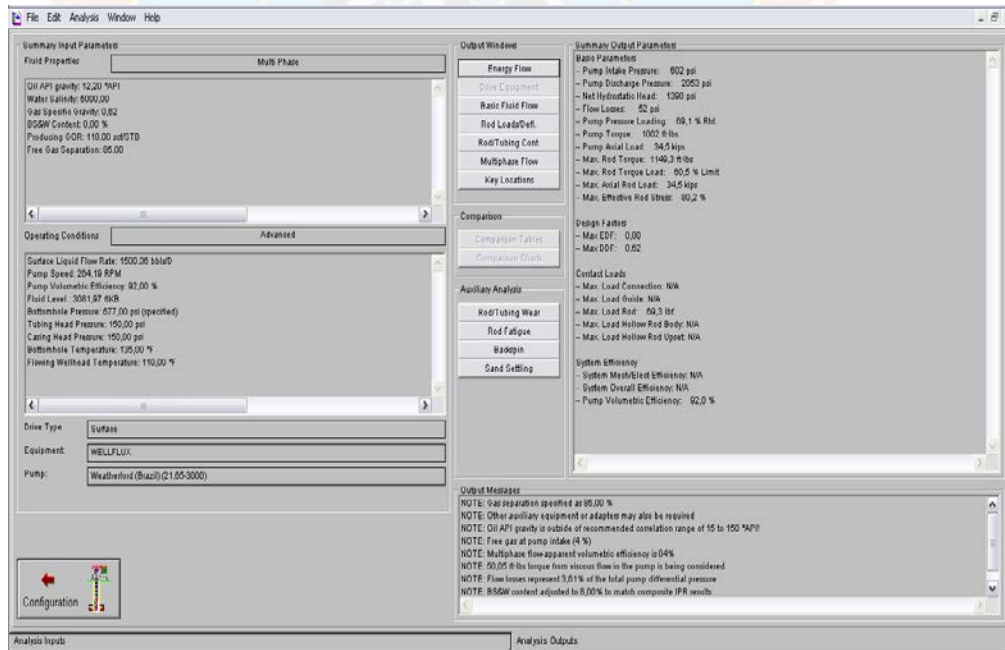 File Edit Analysis Window Help
Summary Input Parameters
Fluid Properties
Multi Phase
Oil API gravity: 12,20 °API
Water Salinity: 6000,00
Gas Specific Gravity: 0,62
BS&W Content: 0,00 %
Producing GOR: 110,00 scf/STB
Free Gas Separation: 85,00
Operating Conditions
Advanced
Surface Liquid Flow Rate: 1500,36 bbls/D
Pump Speed: 264,19 RPM
Pump Volumetric Efficiency: 92,00 %
Fluid Level: 3081,97 ftKB
Bottomhole Pressure: 677,00 psi (specified)
Tubing Head Pressure: 150,00 psi
Casing Head Pressure: 150,00 psi
Bottomhole Temperature: 135,00 °F
Flowing Wellhead Temperature: 110,00 °F
Drive Type
Surface
Equipment:
WELLFLUX
Pump:
Weatherford (Brazil) (21.65-3000)
Configuration
Output Windows
Energy Flow
Drive Equipment
Basic Fluid Flow
Rod Loads/Defl.
Rod/Tubing Cont.
Multiphase Flow
Key Locations
Comparison
Comparison Tables
Comparison Charts
Auxiliary Analysis
Rod/Tubing Wear
Rod Fatigue
Backspin
Sand Settling
Summary Output Parameters
Basic Parameters
-- Pump Intake Pressure: 602 psi
-- Pump Discharge Pressure: 2053 psi
-- Net Hydrostatic Head: 1398 psi
-- Flow Losses: 52 psi
-- Pump Pressure Loading: 69,1 % Rtd.
-- Pump Torque: 1002 ft·lbs
-- Pump Axial Load: 34,5 kips
-- Max. Rod Torque: 1149,3 ft·lbs
-- Max. Rod Torque Load: 60,5 % Limit
-- Max. Axial Rod Load: 34,5 kips
-- Max. Effective Rod Stress: 80,2 %
Design Factors
-- Max EDF: 0,00
-- Max DDF: 0,62
Contact Loads
-- Max. Load Connection: N/A
-- Max. Load Guide: N/A
-- Max. Load Rod: 69,3 lbf
-- Max. Load Hollow Rod Body: N/A
-- Max. Load Hollow Rod Upset: N/A
System Efficiency
-- System Mech/Elect Efficiency: N/A
-- System Overall Efficiency: N/A
-- Pump Volumetric Efficiency: 92,0 %
Output Messages
NOTE: Gas separation specified as 85,00 %
NOTE: Other auxiliary equipment or adapters may also be required
NOTE: Oil API gravity is outside of recommended correlation range of 15 to 150 °API!
NOTE: Free gas at pump intake (4 %)
NOTE: Multiphase flow apparent volumetric efficiency is 84%
NOTE: 50,05 ft·lbs torque from viscous flow in the pump is being considered
NOTE: Flow losses represent 3,61% of the total pump differential pressure
NOTE: BS&W content adjusted to 8,00% to match composite IPR results
Analysis Inputs
Analysis Outputs